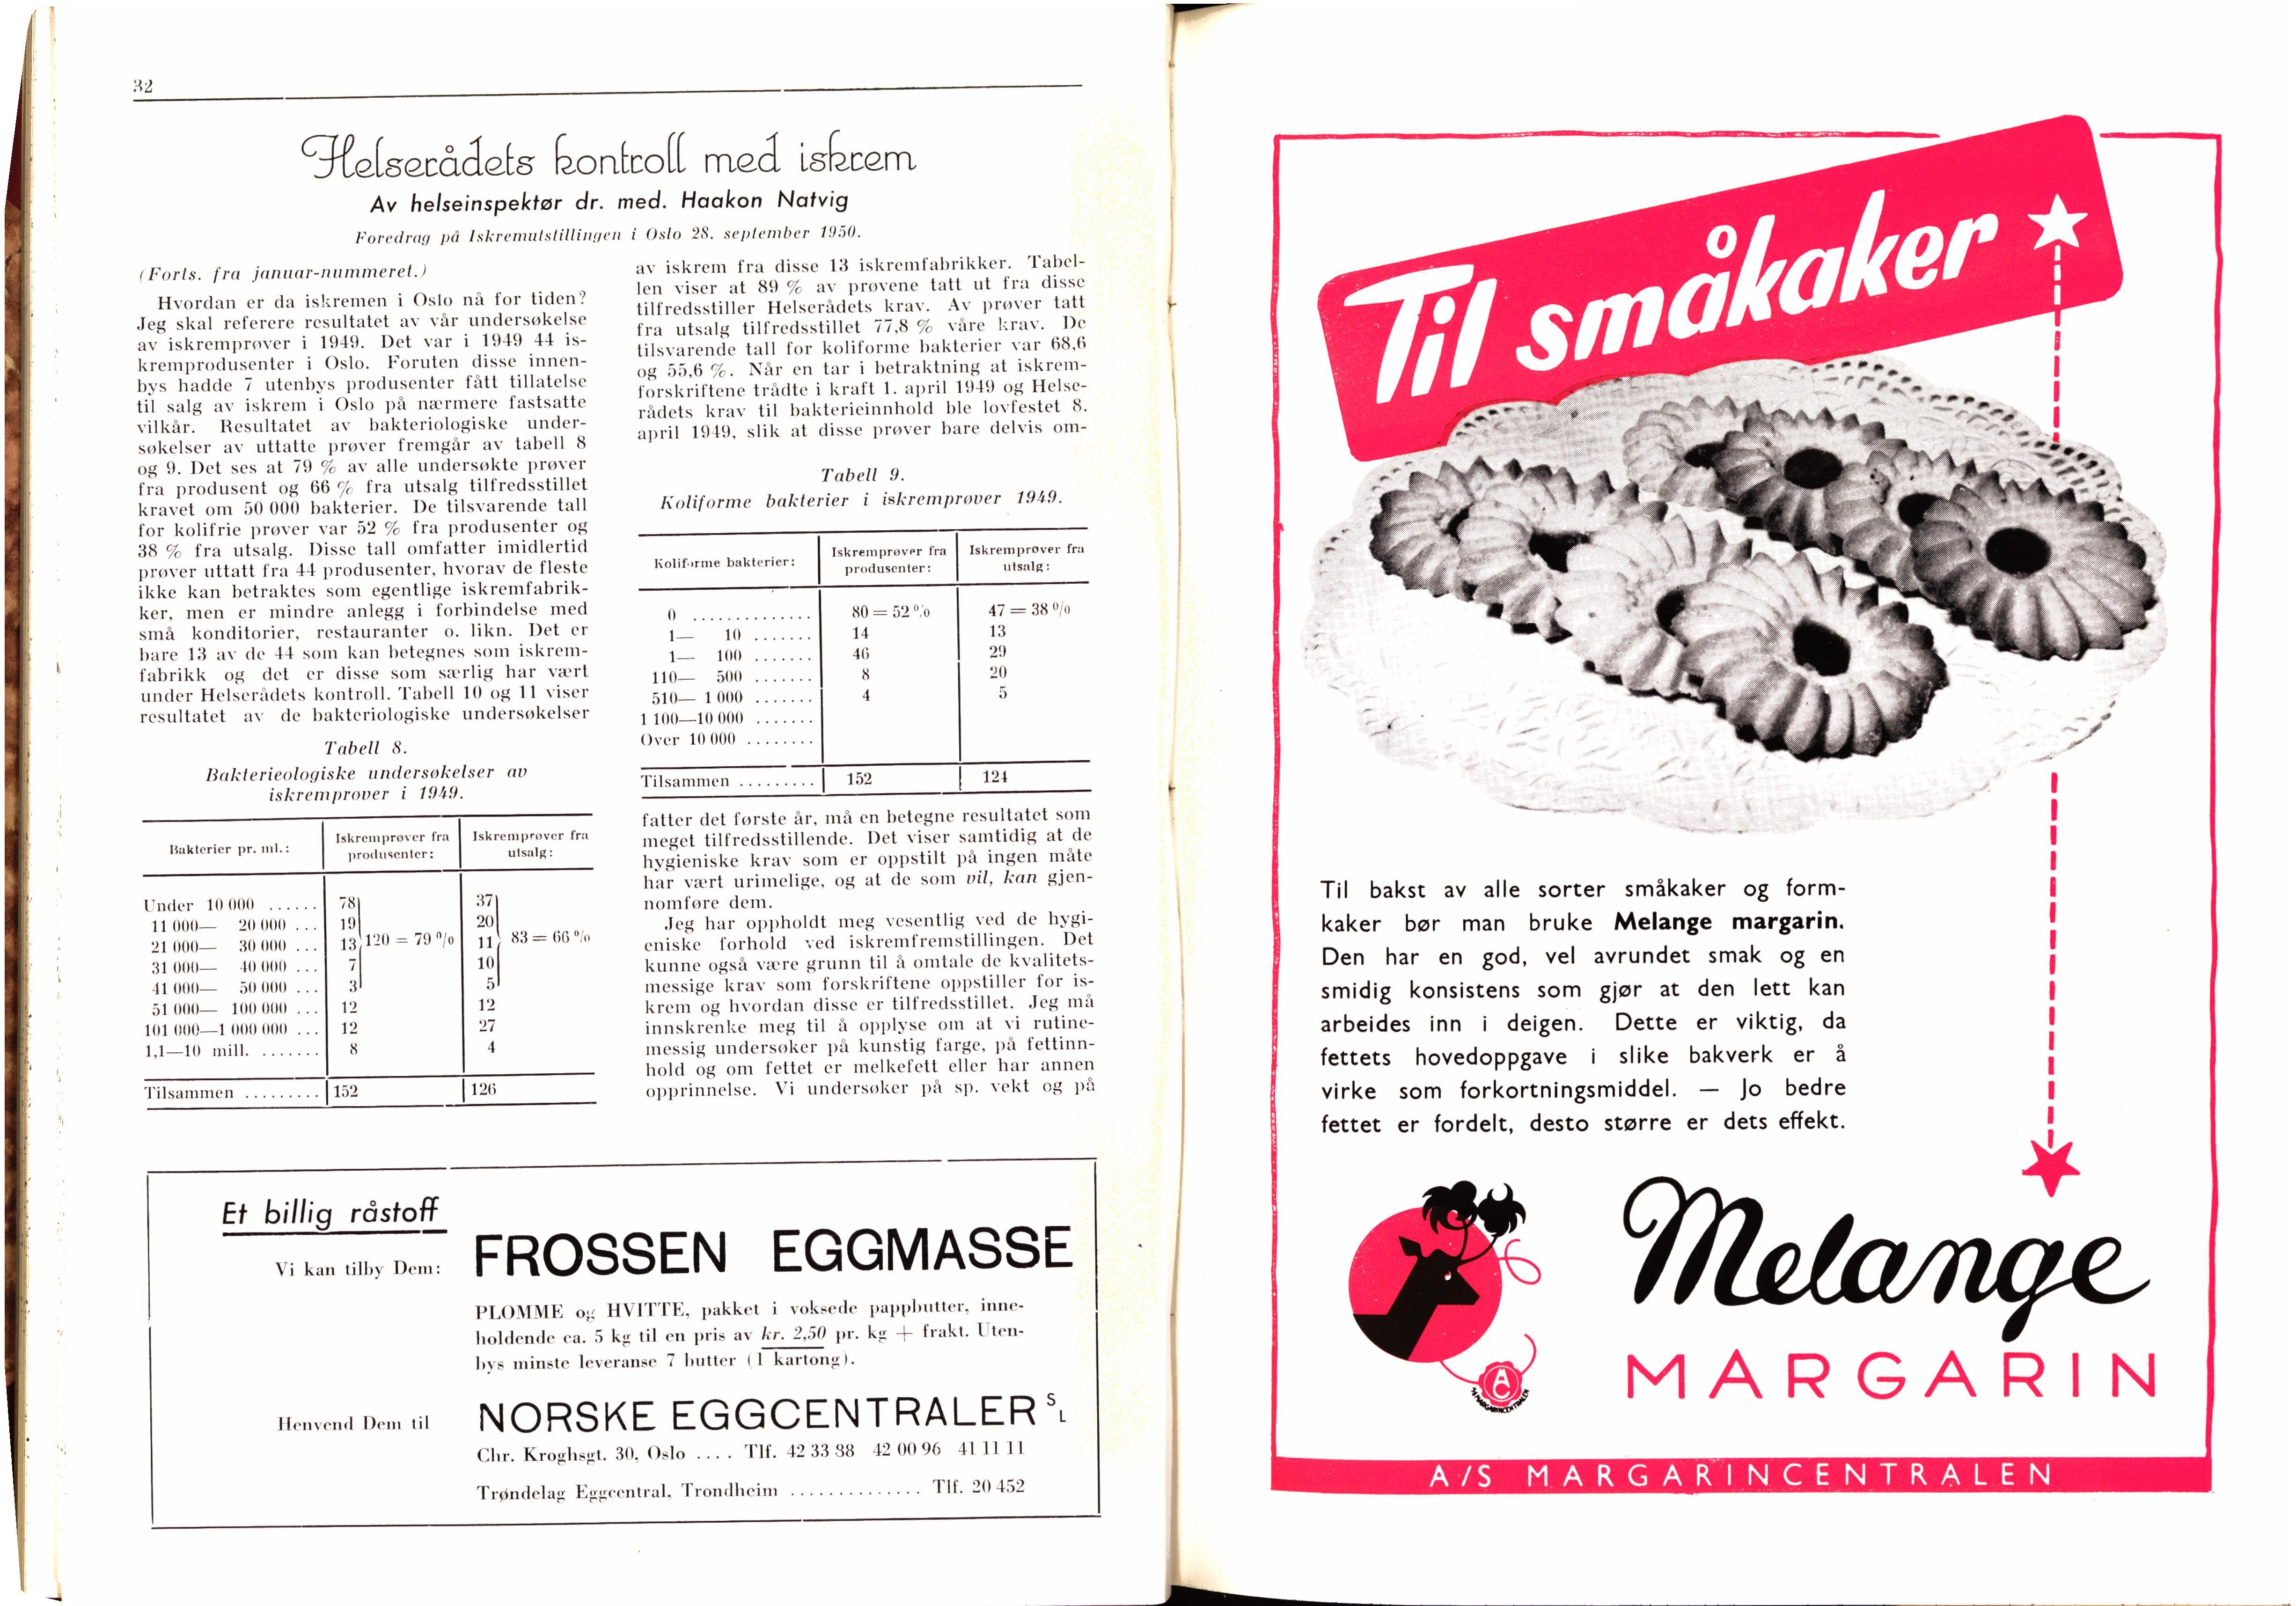 32
Helserådets kontroll med iskrem
Av helseinspektør dr. med. Haakon Natvig
Foredrag på Iskremutstillingen i Oslo 28. september 1950.
(Forts. fra januar-nummeret.)
Hvordan er da iskremen i Oslo nå for tiden?
Jeg skal referere resultatet av vår undersøkelse
av iskremprøver i 1949. Det var i 1949 44 is-
kremprodusenter i Oslo. Foruten disse innen-
bys hadde 7 utenbys produsenter fått tillatelse
til salg av iskrem i Oslo på nærmere fastsatte
vilkår. Resultatet av bakteriologiske under-
søkelser av uttatte prøver fremgår av tabell 8
og 9. Det ses at 79 % av alle undersøkte prøver
fra produsent og 66 % fra utsalg tilfredsstillet
kravet om 50 000 bakterier. De tilsvarende tall
for kolifrie prøver var 52 % fra produsenter og
38 % fra utsalg. Disse tall omfatter imidlertid
prøver uttatt fra 44 produsenter, hvorav de fleste
ikke kan betraktes som egentlige iskremfabrik-
ker, men er mindre anlegg i forbindelse med
små konditorier, restauranter o. likn. Det er
bare 13 av de 44 som kan betegnes som iskrem-
fabrikk og det er disse som særlig har vært
under Helserådets kontroll. Tabell 10 og 11 viser
resultatet av de bakteriologiske undersøkelser
Tabell 8.
Bakterieologiske undersøkelser av
iskremprøver i 1949.
Bakterier pr. ml.: Iskremprøver fra produsenter: Iskremprøver fra utsalg:
Under 10 000 ...... 78 37
11 000— 20 000 ... 19 20
21 000— 30 000 ... 13 120 = 79 % 11 83 = 66 %
31 000— 40 000 ... 7 10
41 000— 50 000 ... 3 5
51 000— 100 000 ... 12 12
101 000—1 000 000 ... 12 27
1,1—10 mill. ....... 8 4
Tilsammen ......... 152 126
av iskrem fra disse 13 iskremfabrikker. Tabel-
len viser at 89 % av prøvene tatt ut fra disse
tilfredsstiller Helserådets krav. Av prøver tatt
fra utsalg tilfredsstillet 77,8 % våre krav. De
tilsvarende tall for koliforme bakterier var 68,6
og 55,6 %. Når en tar i betraktning at iskrem-
forskriftene trådte i kraft 1. april 1949 og Helse-
rådets krav til bakterieinnhold ble lovfestet 8.
april 1949, slik at disse prøver bare delvis om-
Tabell 9.
Koliforme bakterier i iskremprøver 1949.
Koliforme bakterier: Iskremprøver fra produsenter: Iskremprøver fra utsalg:
0 .............. 80 = 52 % 47 = 38 %
1— 10 ....... 14 13
1— 100 ....... 46 29
110— 500 ....... 8 20
510— 1 000 ....... 4 5
1 100—10 000 .......
Over 10 000 ........
Tilsammen ......... 152 124
fatter det første år, må en betegne resultatet som
meget tilfredsstillende. Det viser samtidig at de
hygieniske krav som er oppstilt på ingen måte
har vært urimelige, og at de som vil, kan gjen-
nomføre dem.
Jeg har oppholdt meg vesentlig ved de hygi-
eniske forhold ved iskremfremstillingen. Det
kunne også være grunn til å omtale de kvalitets-
messige krav som forskriftene oppstiller for is-
krem og hvordan disse er tilfredsstillet. Jeg må
innskrenke meg til å opplyse om at vi rutine-
messig undersøker på kunstig farge, på fettinn-
hold og om fettet er melkefett eller har annen
opprinnelse. Vi undersøker på sp. vekt og på
Et billig råstoff
Vi kan tilby Dem: FROSSEN EGGMASSE
PLOMME og HVITTE, pakket i voksede pappbutter, inne-
holdende ca. 5 kg til en pris av kr. 2,50 pr. kg + frakt. Uten-
bys minste leveranse 7 butter (1 kartong).
Henvend Dem til NORSKE EGGCENTRALER S/L
Chr. Kroghsgt. 30, Oslo .... Tlf. 42 33 88 42 00 96 41 11 11
Trøndelag Eggcentral, Trondheim .............. Tlf. 20 452
Til småkaker
Til bakst av alle sorter småkaker og form-
kaker bør man bruke Melange margarin.
Den har en god, vel avrundet smak og en
smidig konsistens som gjør at den lett kan
arbeides inn i deigen. Dette er viktig, da
fettets hovedoppgave i slike bakverk er å
virke som forkortningsmiddel. — Jo bedre
fettet er fordelt, desto større er dets effekt.
Melange
MARGARIN
A/S MARGARINCENTRALEN
A/S MARGARINCENTRALEN